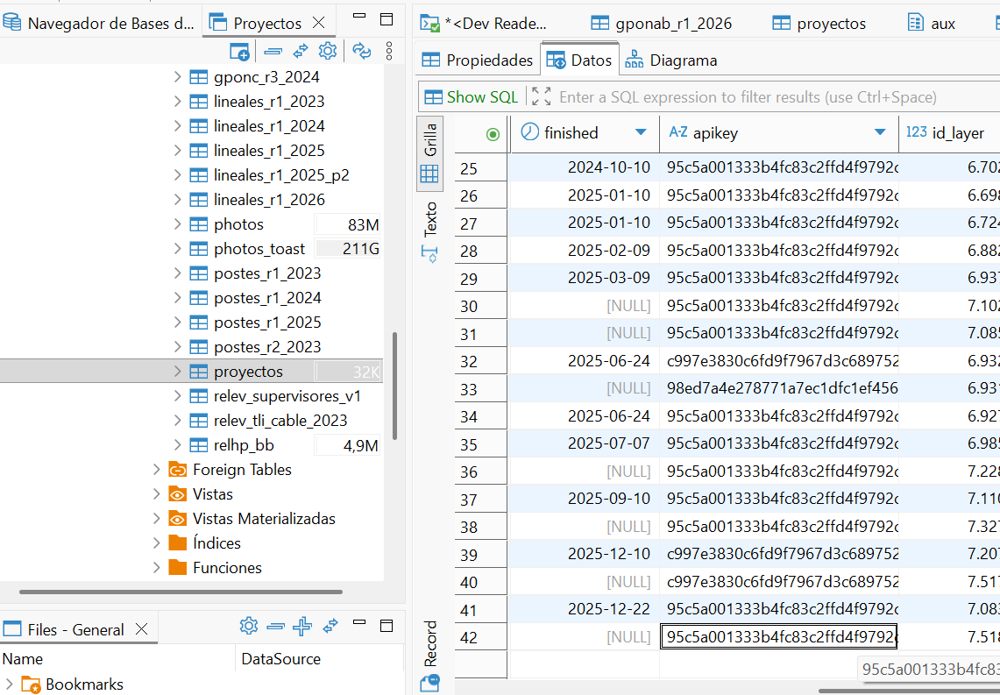 Navegador de Bases d...
Proyectos
gponc_r3_2024
lineales_r1_2023
lineales_r1_2024
lineales_r1_2025
lineales_r1_2025_p2
lineales_r1_2026
photos 83M
photos_toast 211G
postes_r1_2023
postes_r1_2024
postes_r1_2025
postes_r2_2023
proyectos 32K
relev_supervisores_v1
relev_tli_cable_2023
relhp_bb 4,9M
Foreign Tables
Vistas
Vistas Materializadas
Índices
Funciones
Files - General
Name DataSource
Bookmarks
*<Dev Reade... gponab_r1_2026 proyectos aux
Propiedades Datos Diagrama
Show SQL Enter a SQL expression to filter results (use Ctrl+Space)
Grilla
Texto
Record
finished A-Z apikey 123 id_layer
25 2024-10-10 95c5a001333b4fc83c2ffd4f9792c 6.702
26 2025-01-10 95c5a001333b4fc83c2ffd4f9792c 6.698
27 2025-01-10 95c5a001333b4fc83c2ffd4f9792c 6.724
28 2025-02-09 95c5a001333b4fc83c2ffd4f9792c 6.882
29 2025-03-09 95c5a001333b4fc83c2ffd4f9792c 6.937
30 [NULL] 95c5a001333b4fc83c2ffd4f9792c 7.102
31 [NULL] 95c5a001333b4fc83c2ffd4f9792c 7.085
32 2025-06-24 c997e3830c6fd9f7967d3c689752 6.932
33 [NULL] 98ed7a4e278771a7ec1dfc1ef456 6.931
34 2025-06-24 95c5a001333b4fc83c2ffd4f9792c 6.927
35 2025-07-07 95c5a001333b4fc83c2ffd4f9792c 6.985
36 [NULL] 95c5a001333b4fc83c2ffd4f9792c 7.228
37 2025-09-10 95c5a001333b4fc83c2ffd4f9792c 7.110
38 [NULL] 95c5a001333b4fc83c2ffd4f9792c 7.327
39 2025-12-10 c997e3830c6fd9f7967d3c689752 7.207
40 [NULL] c997e3830c6fd9f7967d3c689752 7.517
41 2025-12-22 95c5a001333b4fc83c2ffd4f9792c 7.083
42 [NULL] 95c5a001333b4fc83c2ffd4f9792c 7.518
95c5a001333b4fc83